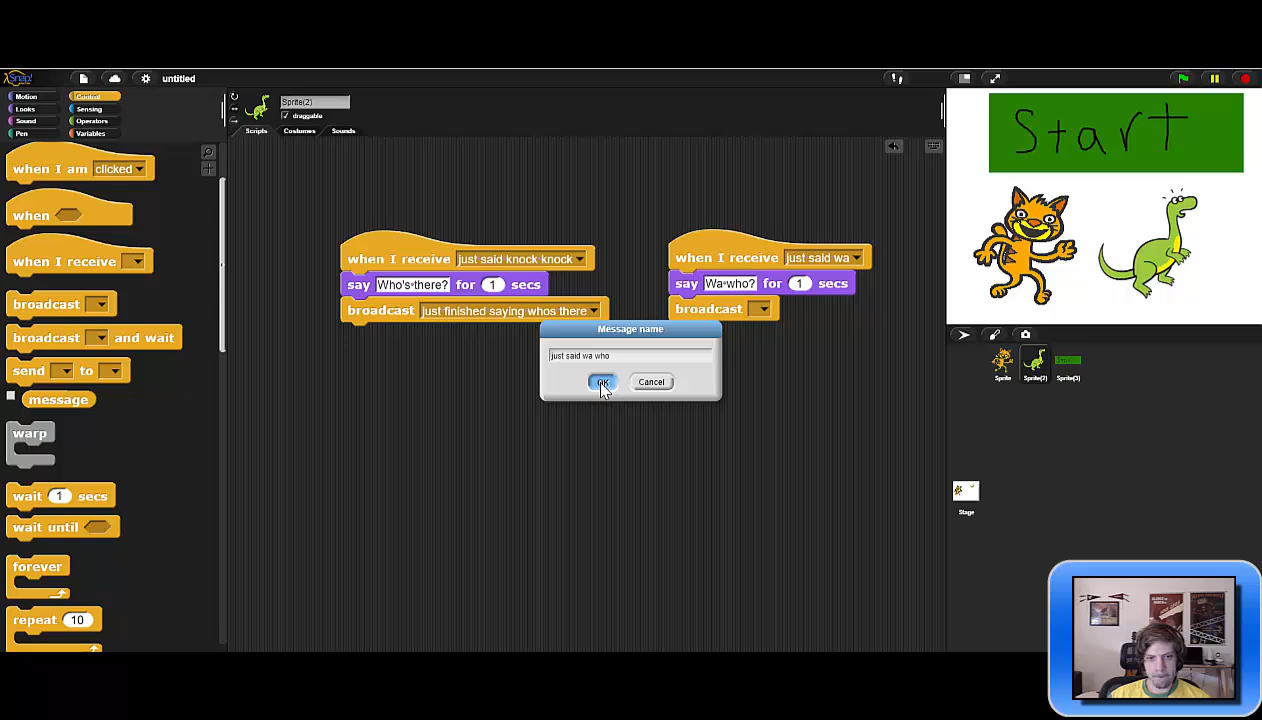 Snap!
untitled
Motion
Control
Looks
Sensing
Sound
Operators
Pen
Variables
Sprite(2)
draggable
Scripts
Costumes
Sounds
when I am clicked
when
when I receive
broadcast
broadcast and wait
send to
message
warp
wait 1 secs
wait until
forever
repeat 10
when I receive just said knock knock
say Who's there? for 1 secs
broadcast just finished saying whos there
when I receive just said wa
say Wa who? for 1 secs
broadcast
Message name
just said wa who
OK
Cancel
Start
Sprite
Sprite(2)
Sprite(3)
Stage